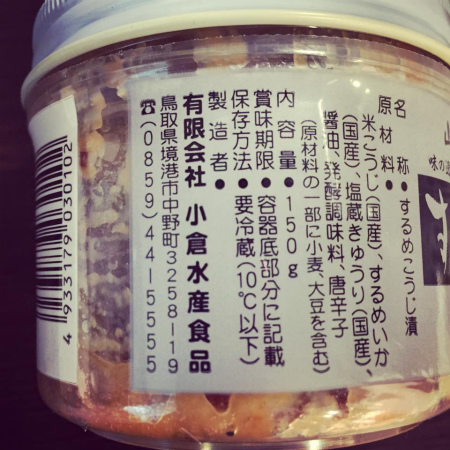 山
味の
す
名称●するめこうじ漬
原材料●
米こうじ(国産)、するめいか
(国産)、塩蔵きゅうり(国産)、
醤油、発酵調味料、唐辛子
(原材料の一部に小麦、大豆を含む)
内容量●150g
賞味期限●容器底部分に記載
保存方法●要冷蔵(10℃以下)
製造者●
有限会社 小倉水産食品
鳥取県境港市中野町3258-19
☎(0859)44-5555
4 933179 030102